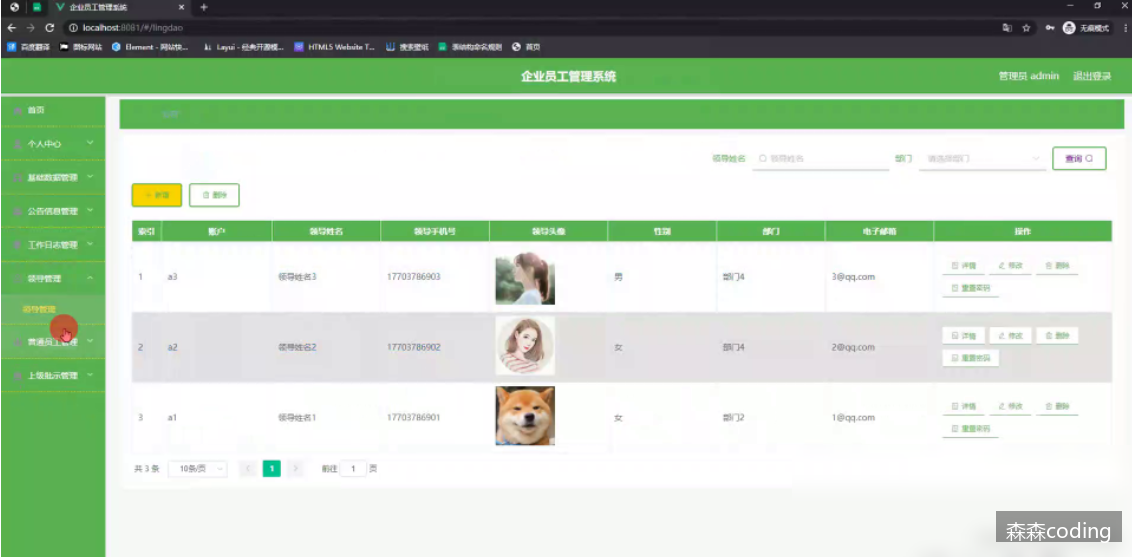 企业员工管理系统
localhost:8081/#/lingdao
无痕模式
百度翻译 图标网站 Element - 网站快... Layui - 经典开源模... HTML5 Website T... 搜索壁纸 表结构命名规则 首页
企业员工管理系统
管理员 admin 退出登录
首页
个人中心
基础数据管理
公告信息管理
工作日志管理
领导管理
领导管理
普通员工管理
上级批示管理
领导姓名 领导姓名 部门 请选择部门 查询
新增 删除
索引 账户 领导姓名 领导手机号 领导头像 性别 部门 电子邮箱 操作
1 a3 领导姓名3 17703786903 男 部门4 3@qq.com 详情 修改 删除
重置密码
2 a2 领导姓名2 17703786902 女 部门4 2@qq.com 详情 修改 删除
重置密码
3 a1 领导姓名1 17703786901 女 部门2 1@qq.com 详情 修改 删除
重置密码
共 3 条 10条/页 1 前往 1 页
森森coding